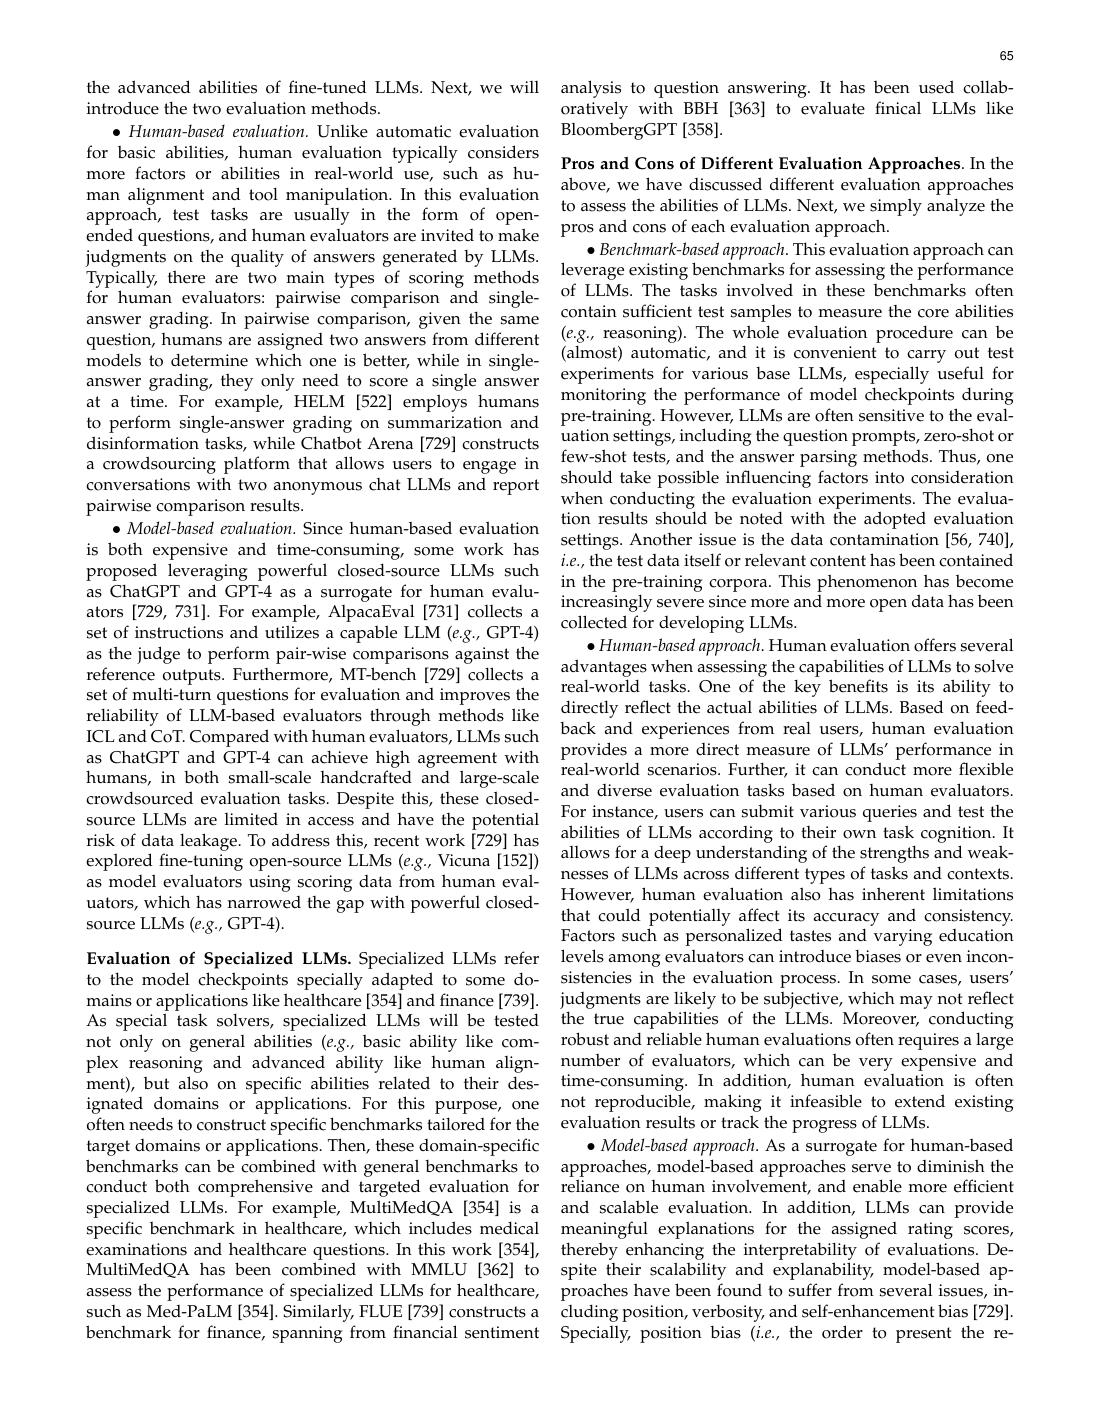 65
the advanced abilities of fine-tuned LLMs. Next, we will
introduce the two evaluation methods.
• Human-based evaluation. Unlike automatic evaluation
for basic abilities, human evaluation typically considers
more factors or abilities in real-world use, such as hu-
man alignment and tool manipulation. In this evaluation
approach, test tasks are usually in the form of open-
ended questions, and human evaluators are invited to make
judgments on the quality of answers generated by LLMs.
Typically, there are two main types of scoring methods
for human evaluators: pairwise comparison and single-
answer grading. In pairwise comparison, given the same
question, humans are assigned two answers from different
models to determine which one is better, while in single-
answer grading, they only need to score a single answer
at a time. For example, HELM [522] employs humans
to perform single-answer grading on summarization and
disinformation tasks, while Chatbot Arena [729] constructs
a crowdsourcing platform that allows users to engage in
conversations with two anonymous chat LLMs and report
pairwise comparison results.
• Model-based evaluation. Since human-based evaluation
is both expensive and time-consuming, some work has
proposed leveraging powerful closed-source LLMs such
as ChatGPT and GPT-4 as a surrogate for human evalu-
ators [729, 731]. For example, AlpacaEval [731] collects a
set of instructions and utilizes a capable LLM (e.g., GPT-4)
as the judge to perform pair-wise comparisons against the
reference outputs. Furthermore, MT-bench [729] collects a
set of multi-turn questions for evaluation and improves the
reliability of LLM-based evaluators through methods like
ICL and CoT. Compared with human evaluators, LLMs such
as ChatGPT and GPT-4 can achieve high agreement with
humans, in both small-scale handcrafted and large-scale
crowdsourced evaluation tasks. Despite this, these closed-
source LLMs are limited in access and have the potential
risk of data leakage. To address this, recent work [729] has
explored fine-tuning open-source LLMs (e.g., Vicuna [152])
as model evaluators using scoring data from human eval-
uators, which has narrowed the gap with powerful closed-
source LLMs (e.g., GPT-4).
Evaluation of Specialized LLMs. Specialized LLMs refer
to the model checkpoints specially adapted to some do-
mains or applications like healthcare [354] and finance [739].
As special task solvers, specialized LLMs will be tested
not only on general abilities (e.g., basic ability like com-
plex reasoning and advanced ability like human align-
ment), but also on specific abilities related to their des-
ignated domains or applications. For this purpose, one
often needs to construct specific benchmarks tailored for the
target domains or applications. Then, these domain-specific
benchmarks can be combined with general benchmarks to
conduct both comprehensive and targeted evaluation for
specialized LLMs. For example, MultiMedQA [354] is a
specific benchmark in healthcare, which includes medical
examinations and healthcare questions. In this work [354],
MultiMedQA has been combined with MMLU [362] to
assess the performance of specialized LLMs for healthcare,
such as Med-PaLM [354]. Similarly, FLUE [739] constructs a
benchmark for finance, spanning from financial sentiment
analysis to question answering. It has been used collab-
oratively with BBH [363] to evaluate finical LLMs like
BloombergGPT [358].
Pros and Cons of Different Evaluation Approaches. In the
above, we have discussed different evaluation approaches
to assess the abilities of LLMs. Next, we simply analyze the
pros and cons of each evaluation approach.
• Benchmark-based approach. This evaluation approach can
leverage existing benchmarks for assessing the performance
of LLMs. The tasks involved in these benchmarks often
contain sufficient test samples to measure the core abilities
(e.g., reasoning). The whole evaluation procedure can be
(almost) automatic, and it is convenient to carry out test
experiments for various base LLMs, especially useful for
monitoring the performance of model checkpoints during
pre-training. However, LLMs are often sensitive to the eval-
uation settings, including the question prompts, zero-shot or
few-shot tests, and the answer parsing methods. Thus, one
should take possible influencing factors into consideration
when conducting the evaluation experiments. The evalua-
tion results should be noted with the adopted evaluation
settings. Another issue is the data contamination [56, 740],
i.e., the test data itself or relevant content has been contained
in the pre-training corpora. This phenomenon has become
increasingly severe since more and more open data has been
collected for developing LLMs.
• Human-based approach. Human evaluation offers several
advantages when assessing the capabilities of LLMs to solve
real-world tasks. One of the key benefits is its ability to
directly reflect the actual abilities of LLMs. Based on feed-
back and experiences from real users, human evaluation
provides a more direct measure of LLMs' performance in
real-world scenarios. Further, it can conduct more flexible
and diverse evaluation tasks based on human evaluators.
For instance, users can submit various queries and test the
abilities of LLMs according to their own task cognition. It
allows for a deep understanding of the strengths and weak-
nesses of LLMs across different types of tasks and contexts.
However, human evaluation also has inherent limitations
that could potentially affect its accuracy and consistency.
Factors such as personalized tastes and varying education
levels among evaluators can introduce biases or even incon-
sistencies in the evaluation process. In some cases, users'
judgments are likely to be subjective, which may not reflect
the true capabilities of the LLMs. Moreover, conducting
robust and reliable human evaluations often requires a large
number of evaluators, which can be very expensive and
time-consuming. In addition, human evaluation is often
not reproducible, making it infeasible to extend existing
evaluation results or track the progress of LLMs.
• Model-based approach. As a surrogate for human-based
approaches, model-based approaches serve to diminish the
reliance on human involvement, and enable more efficient
and scalable evaluation. In addition, LLMs can provide
meaningful explanations for the assigned rating scores,
thereby enhancing the interpretability of evaluations. De-
spite their scalability and explanability, model-based ap-
proaches have been found to suffer from several issues, in-
cluding position, verbosity, and self-enhancement bias [729].
Specially, position bias (i.e., the order to present the re-